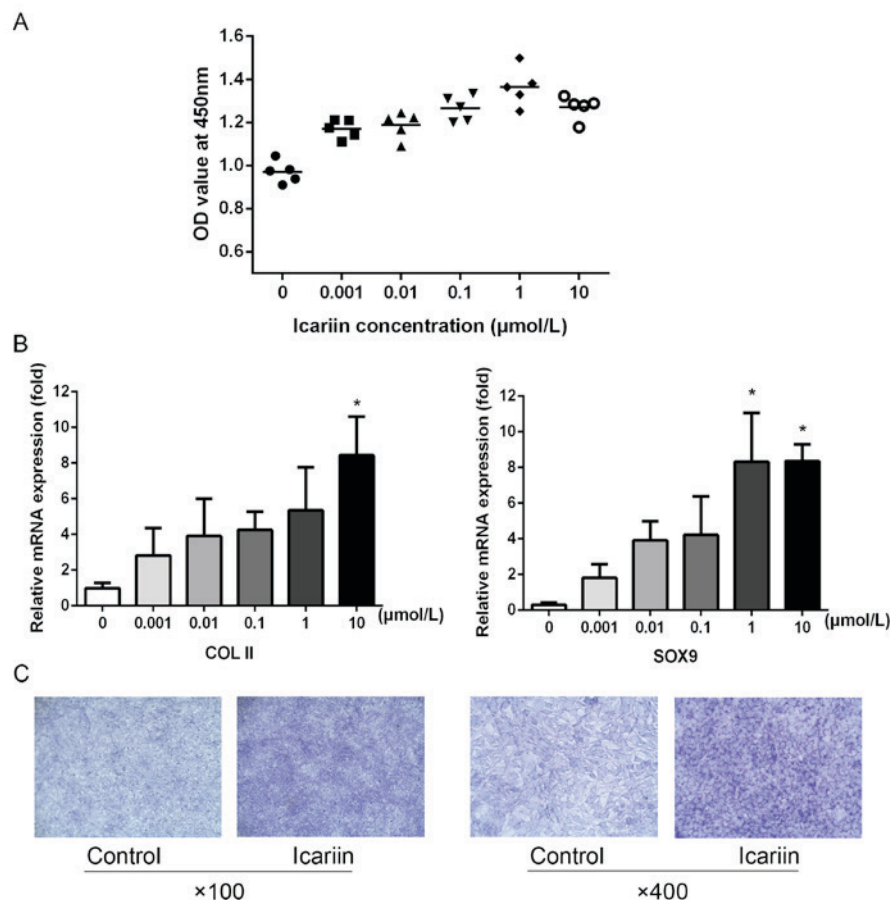 A
OD value at 450nm
1.6
1.4
1.2
1.0
0.8
0.6
0 0.001 0.01 0.1 1 10
Icariin concentration (μmol/L)
B
Relative mRNA expression (fold)
12
10
8
6
4
2
0
*
0 0.001 0.01 0.1 1 10 (μmol/L)
COL II
Relative mRNA expression (fold)
12
10
8
6
4
2
0
*
*
0 0.001 0.01 0.1 1 10 (μmol/L)
SOX9
C
Control Icariin
×100
Control Icariin
×400